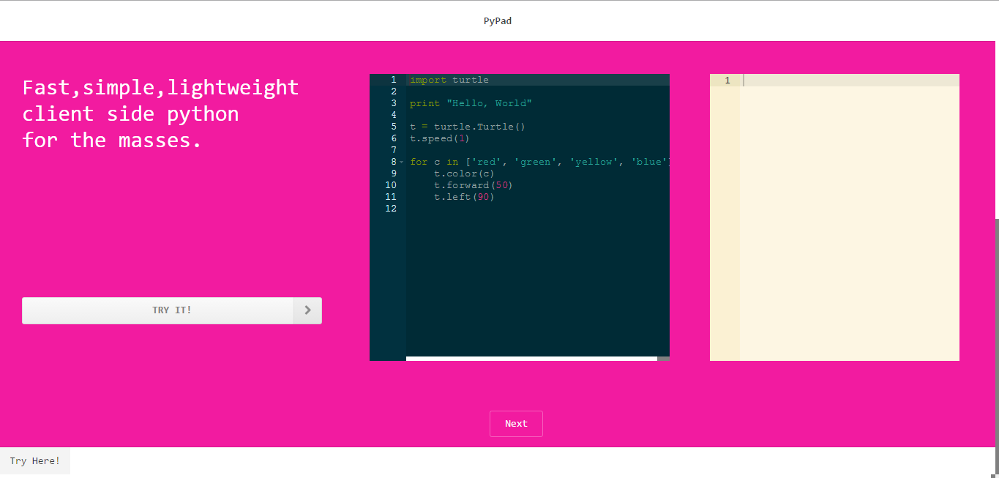 PyPad
Fast,simple,lightweight
client side python
for the masses.
TRY IT!
1 import turtle
2
3 print "Hello, World"
4
5 t = turtle.Turtle()
6 t.speed(1)
7
8 for c in ['red', 'green', 'yellow', 'blue']
9     t.color(c)
10     t.forward(50)
11     t.left(90)
12
1
Next
Try Here!